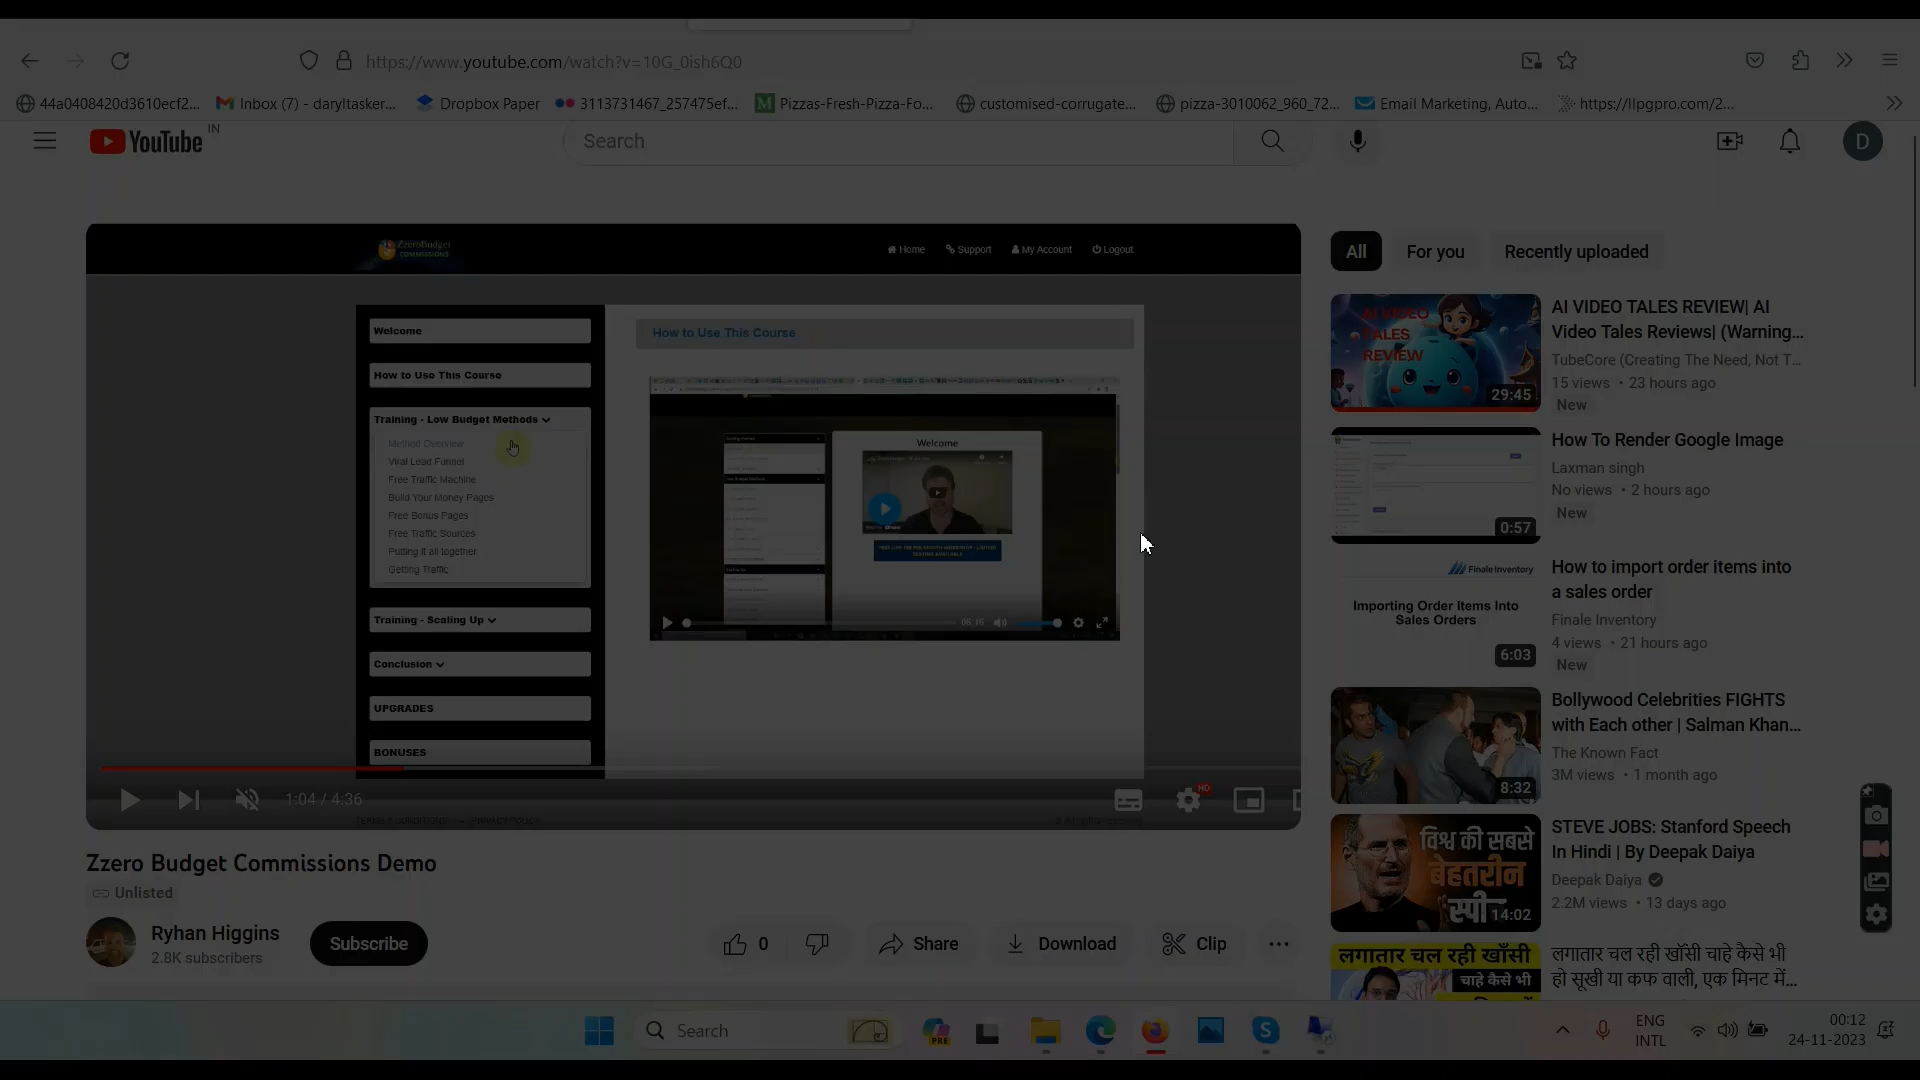 https://www.youtube.com/watch?v=10G_0ish6Q0
44a0408420d3610ecf2...
Inbox (7) - daryltasker...
Dropbox Paper
3113731467_257475ef...
Pizzas-Fresh-Pizza-Fo...
customised-corrugate...
pizza-3010062_960_72...
Email Marketing, Auto...
https://llpgpro.com/2...
YouTube IN
Search
D
ZzeroBudget
COMMISSIONS
Home
Support
My Account
Logout
Welcome
How to Use This Course
Training - Low Budget Methods
Method Overview
Viral Lead Funnel
Free Traffic Machine
Build Your Money Pages
Free Bonus Pages
Free Traffic Sources
Putting it all together
Getting Traffic
Training - Scaling Up
Conclusion
UPGRADES
BONUSES
How to Use This Course
Welcome
06:16
1:04 / 4:36
HD
Zzero Budget Commissions Demo
Unlisted
Ryhan Higgins
2.8K subscribers
Subscribe
0
Share
Download
Clip
All
For you
Recently uploaded
AI VIDEO
TALES
REVIEW
29:45
AI VIDEO TALES REVIEW| AI
Video Tales Reviews| (Warning...
TubeCore (Creating The Need, Not T...
15 views • 23 hours ago
New
0:57
How To Render Google Image
Laxman singh
No views • 2 hours ago
New
Finale Inventory
Importing Order Items Into
Sales Orders
6:03
How to import order items into
a sales order
Finale Inventory
4 views • 21 hours ago
New
8:32
Bollywood Celebrities FIGHTS
with Each other | Salman Khan...
The Known Fact
3M views • 1 month ago
विश्व की सबसे
बेहतरीन
स्पीच
14:02
STEVE JOBS: Stanford Speech
In Hindi | By Deepak Daiya
Deepak Daiya
2.2M views • 13 days ago
लगातार चल रही खाँसी
चाहे कैसे भी
लगातार चल रही खाँसी चाहे कैसे भी
हो सूखी या कफ वाली, एक मिनट में...
Search
PRE
ENG
INTL
00:12
24-11-2023